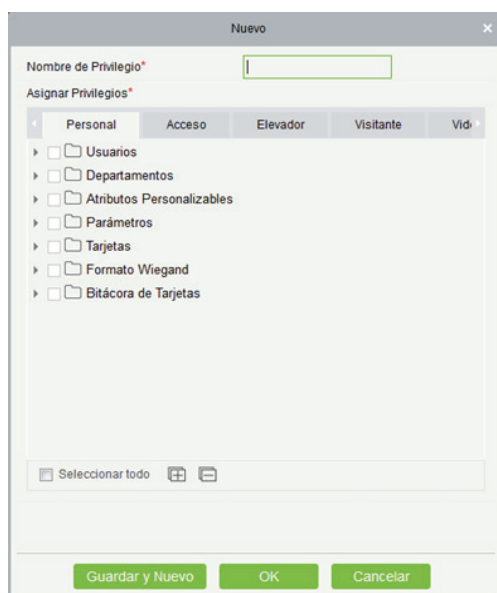 Nuevo
Nombre de Privilegio*
Asignar Privilegios*
Personal Acceso Elevador Visitante Vid
Usuarios
Departamentos
Atributos Personalizables
Parámetros
Tarjetas
Formato Wiegand
Bitácora de Tarjetas
Seleccionar todo
Guardar y Nuevo OK Cancelar